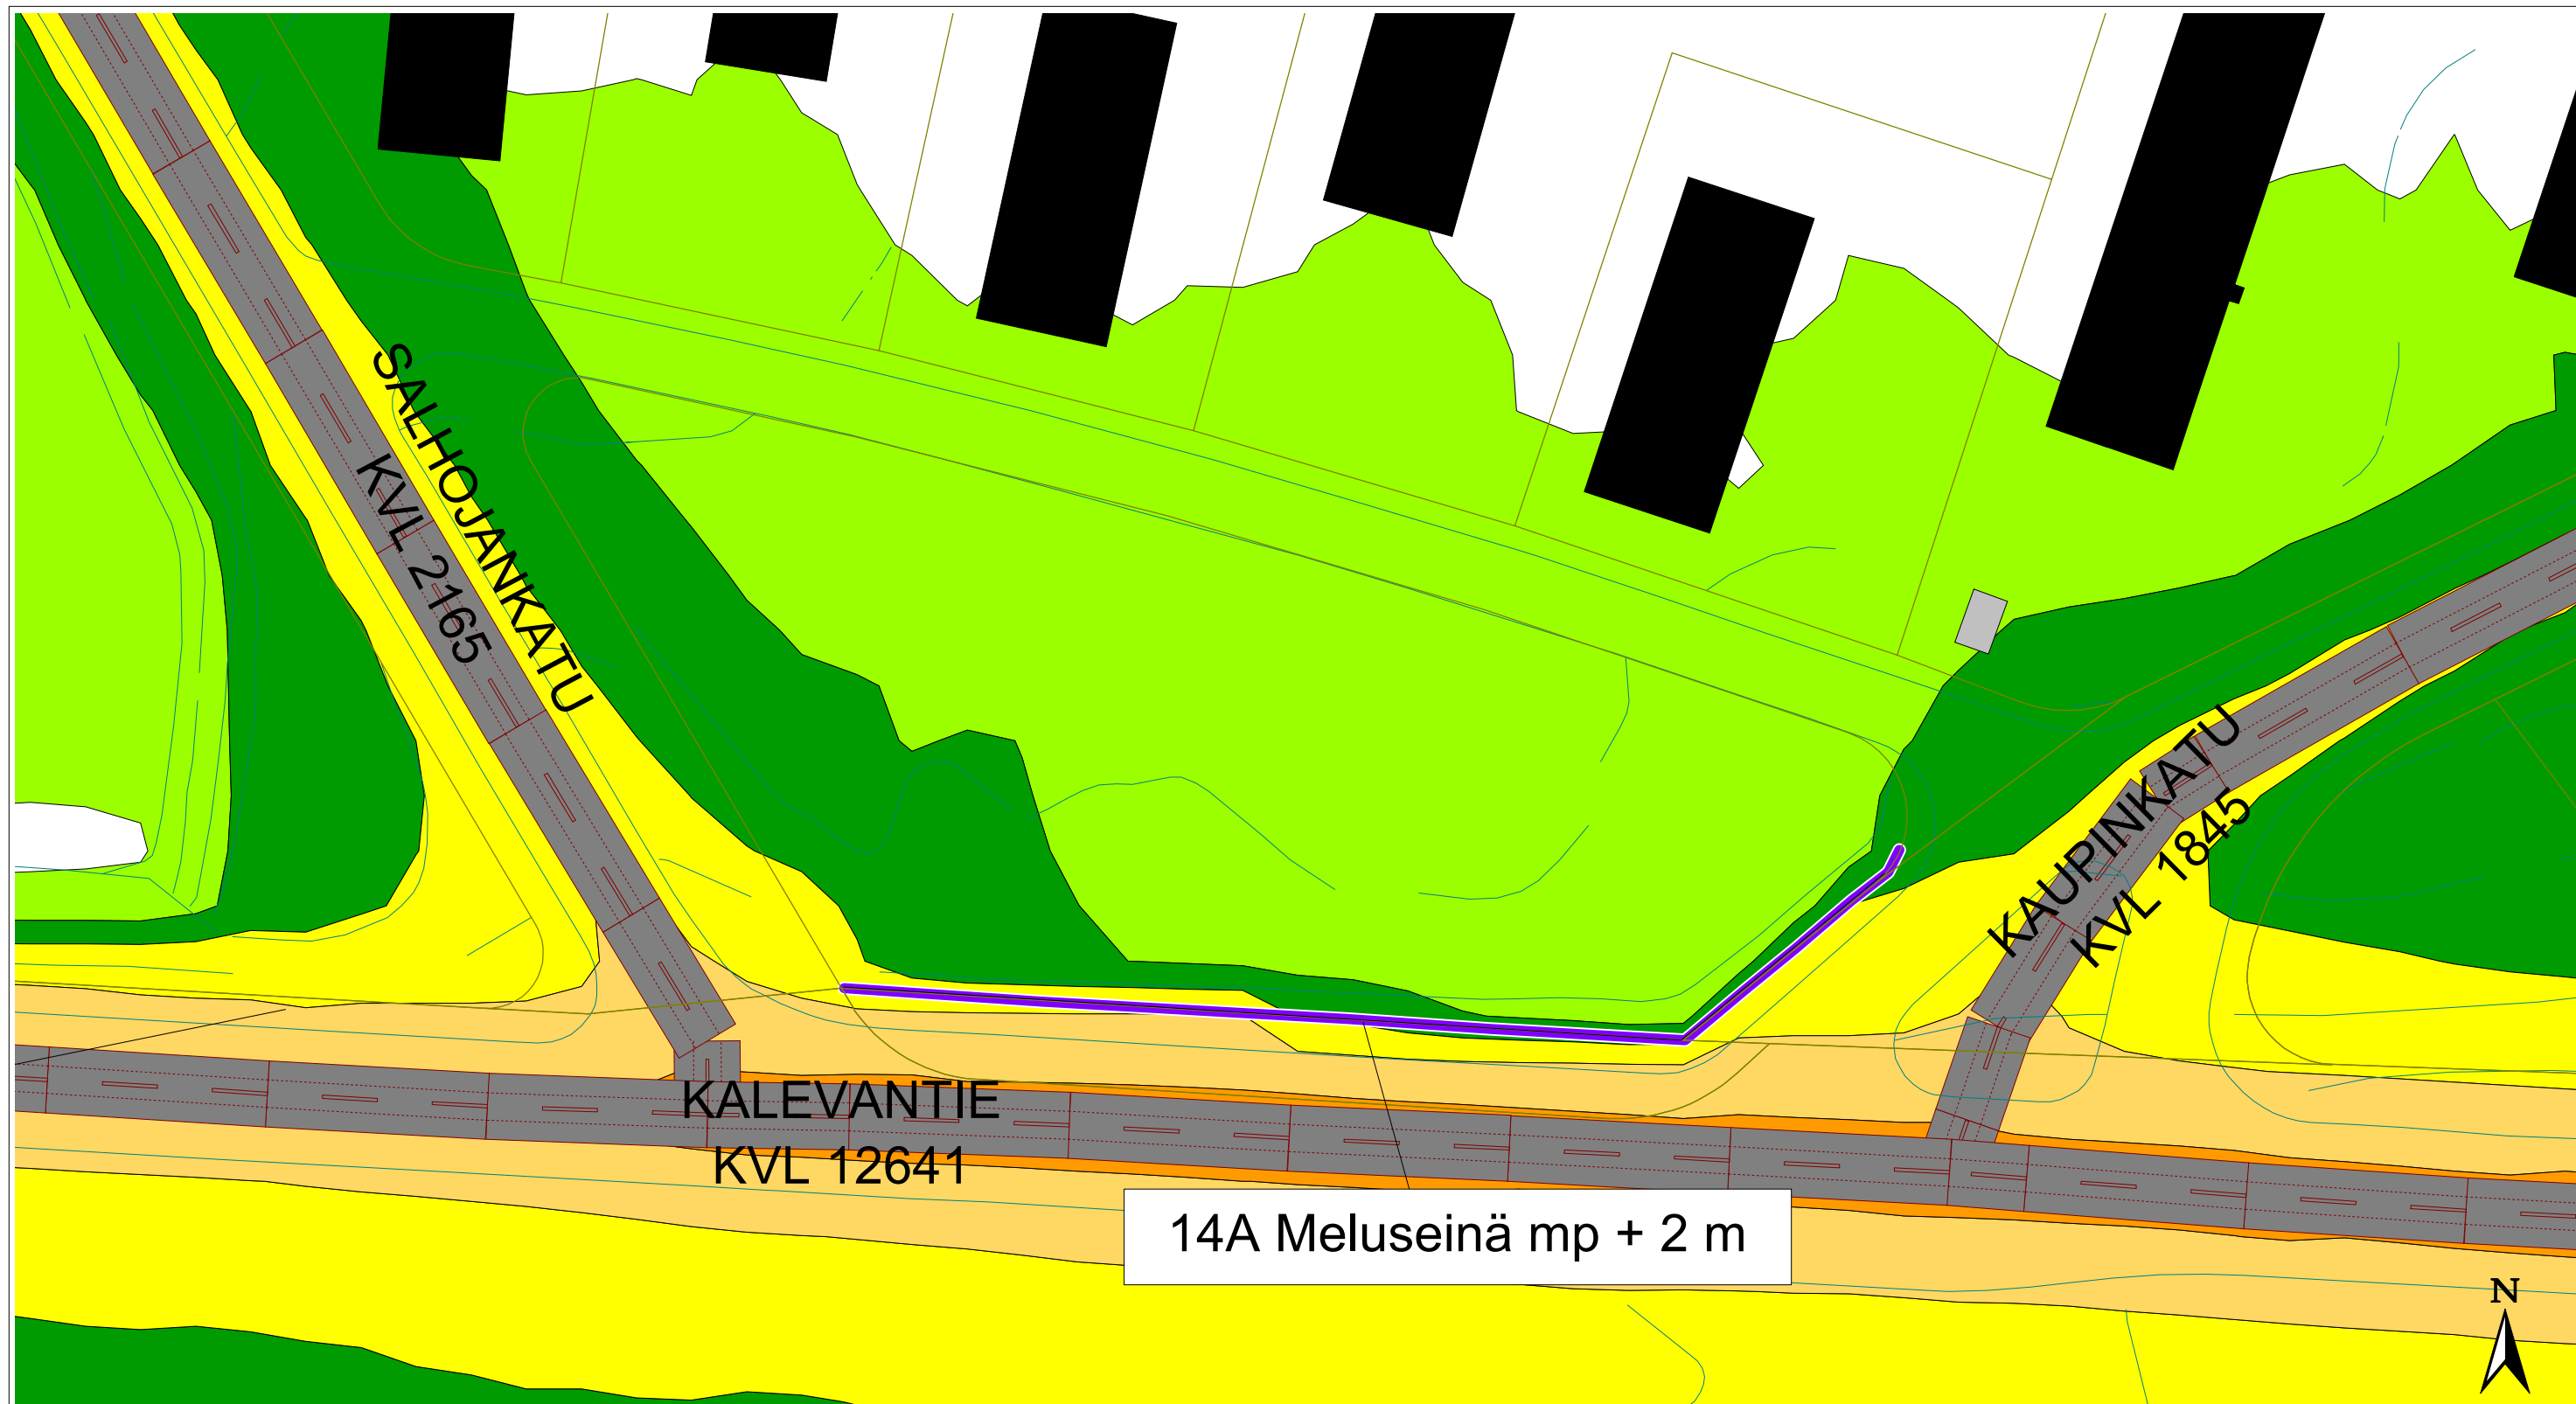 SALHOJANKATU
KVL 2165
KAUPINKATU
KVL 1845
KALEVANTIE
KVL 12641
14A Meluseinä mp + 2 m
N